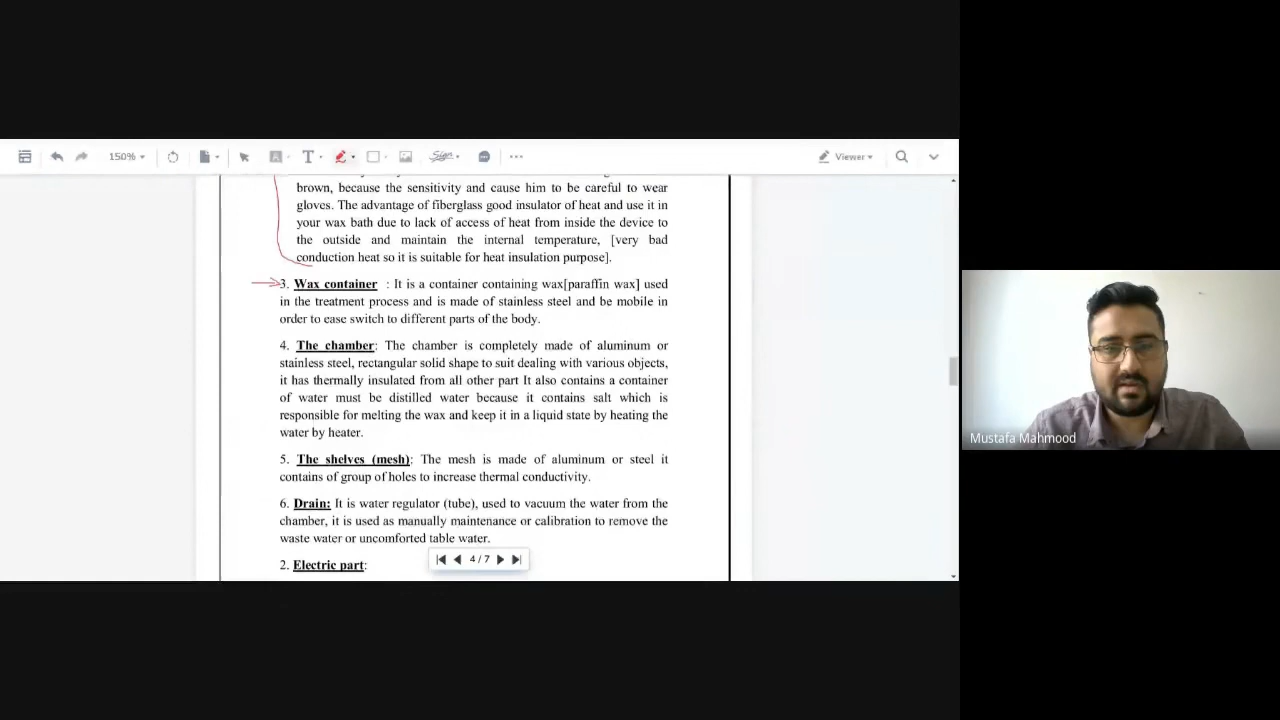 150%
T
Sign
Viewer
brown, because the sensitivity and cause him to be careful to wear
gloves. The advantage of fiberglass good insulator of heat and use it in
your wax bath due to lack of access of heat from inside the device to
the outside and maintain the internal temperature, [very bad
conduction heat so it is suitable for heat insulation purpose].
3. Wax container : It is a container containing wax[paraffin wax] used
in the treatment process and is made of stainless steel and be mobile in
order to ease switch to different parts of the body.
4. The chamber: The chamber is completely made of aluminum or
stainless steel, rectangular solid shape to suit dealing with various objects,
it has thermally insulated from all other part It also contains a container
of water must be distilled water because it contains salt which is
responsible for melting the wax and keep it in a liquid state by heating the
water by heater.
5. The shelves (mesh): The mesh is made of aluminum or steel it
contains of group of holes to increase thermal conductivity.
6. Drain: It is water regulator (tube), used to vacuum the water from the
chamber, it is used as manually maintenance or calibration to remove the
waste water or uncomforted table water.
2. Electric part:
4 / 7
Mustafa Mahmood